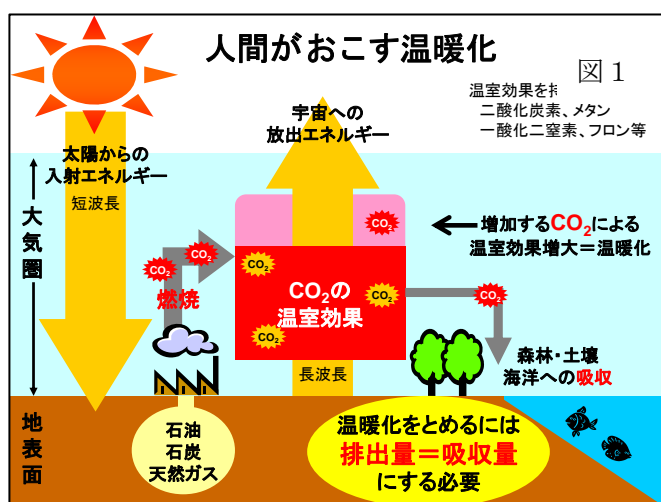 人間がおこす温暖化
図1
温室効果を持
二酸化炭素、メタン
一酸化二窒素、フロン等
宇宙への
放出エネルギー
太陽からの
入射エネルギー
短波長
大気圏
CO2
増加するCO2による
温室効果増大=温暖化
CO2
CO2
燃焼
CO2
CO2の
温室効果
CO2
CO2
CO2
森林・土壌
海洋への吸収
長波長
地表面
石油
石炭
天然ガス
温暖化をとめるには
排出量=吸収量
にする必要